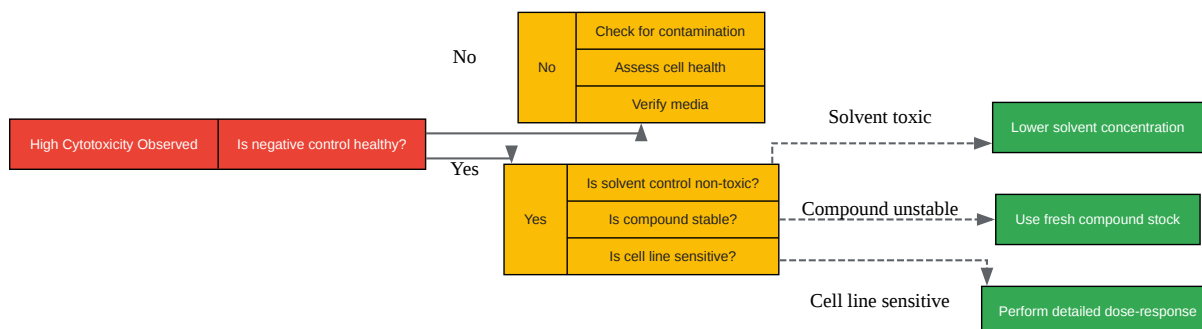 High Cytotoxicity Observed
Is negative control healthy?
No
No
Check for contamination
Assess cell health
Verify media
Yes
Yes
Is solvent control non-toxic?
Is compound stable?
Is cell line sensitive?
Solvent toxic
Lower solvent concentration
Compound unstable
Use fresh compound stock
Cell line sensitive
Perform detailed dose-response